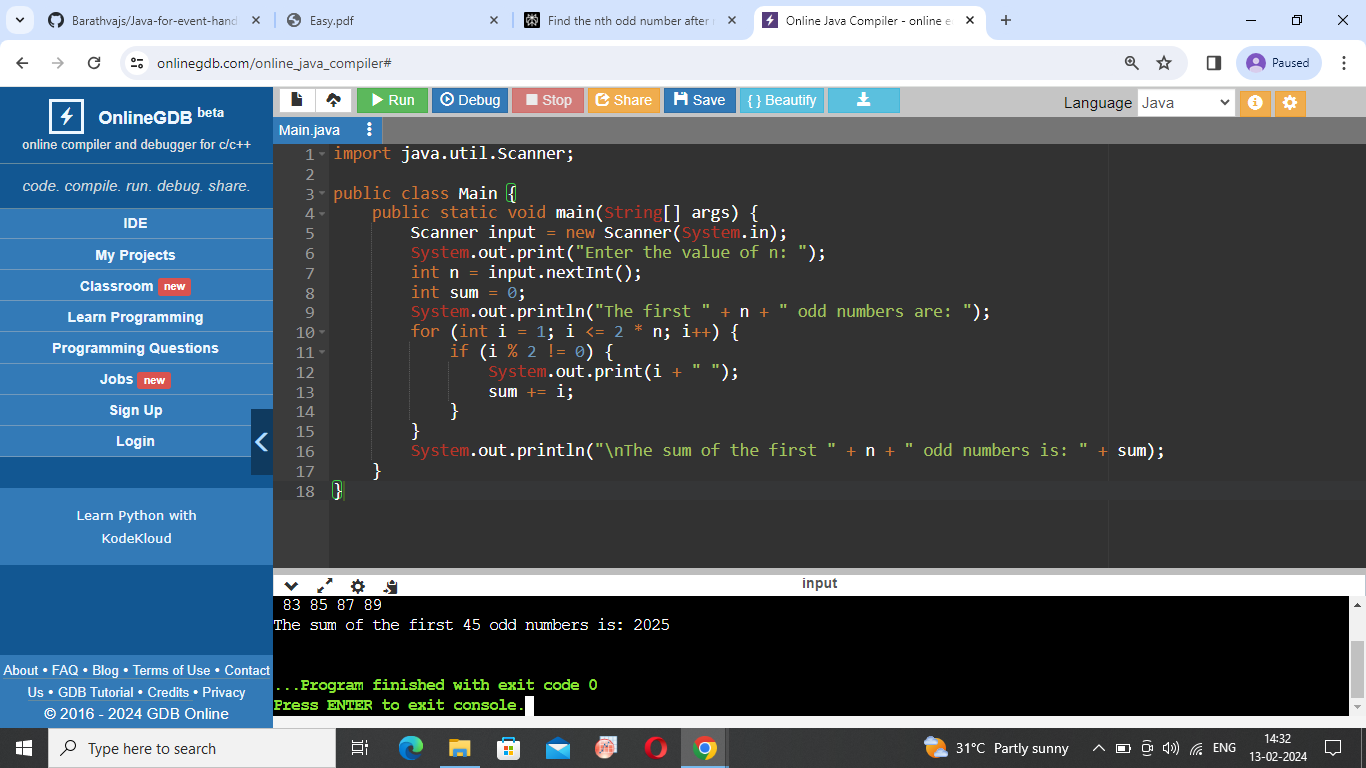 Barathvajs/Java-for-event-hand
Easy.pdf
Find the nth odd number after
Online Java Compiler - online e
onlinegdb.com/online_java_compiler#
Paused
OnlineGDB beta
online compiler and debugger for c/c++
code. compile. run. debug. share.
IDE
My Projects
Classroom new
Learn Programming
Programming Questions
Jobs new
Sign Up
Login
Learn Python with
KodeKloud
About • FAQ • Blog • Terms of Use • Contact
Us • GDB Tutorial • Credits • Privacy
© 2016 - 2024 GDB Online
Run Debug Stop Share Save { } Beautify
Language Java
Main.java
1 import java.util.Scanner;
2
3 public class Main {
4 public static void main(String[] args) {
5 Scanner input = new Scanner(System.in);
6 System.out.print("Enter the value of n: ");
7 int n = input.nextInt();
8 int sum = 0;
9 System.out.println("The first " + n + " odd numbers are: ");
10 for (int i = 1; i <= 2 * n; i++) {
11 if (i % 2 != 0) {
12 System.out.print(i + " ");
13 sum += i;
14 }
15 }
16 System.out.println("\nThe sum of the first " + n + " odd numbers is: " + sum);
17 }
18 }
input
83 85 87 89
The sum of the first 45 odd numbers is: 2025
...Program finished with exit code 0
Press ENTER to exit console.
Type here to search
31°C Partly sunny
ENG
14:32
13-02-2024